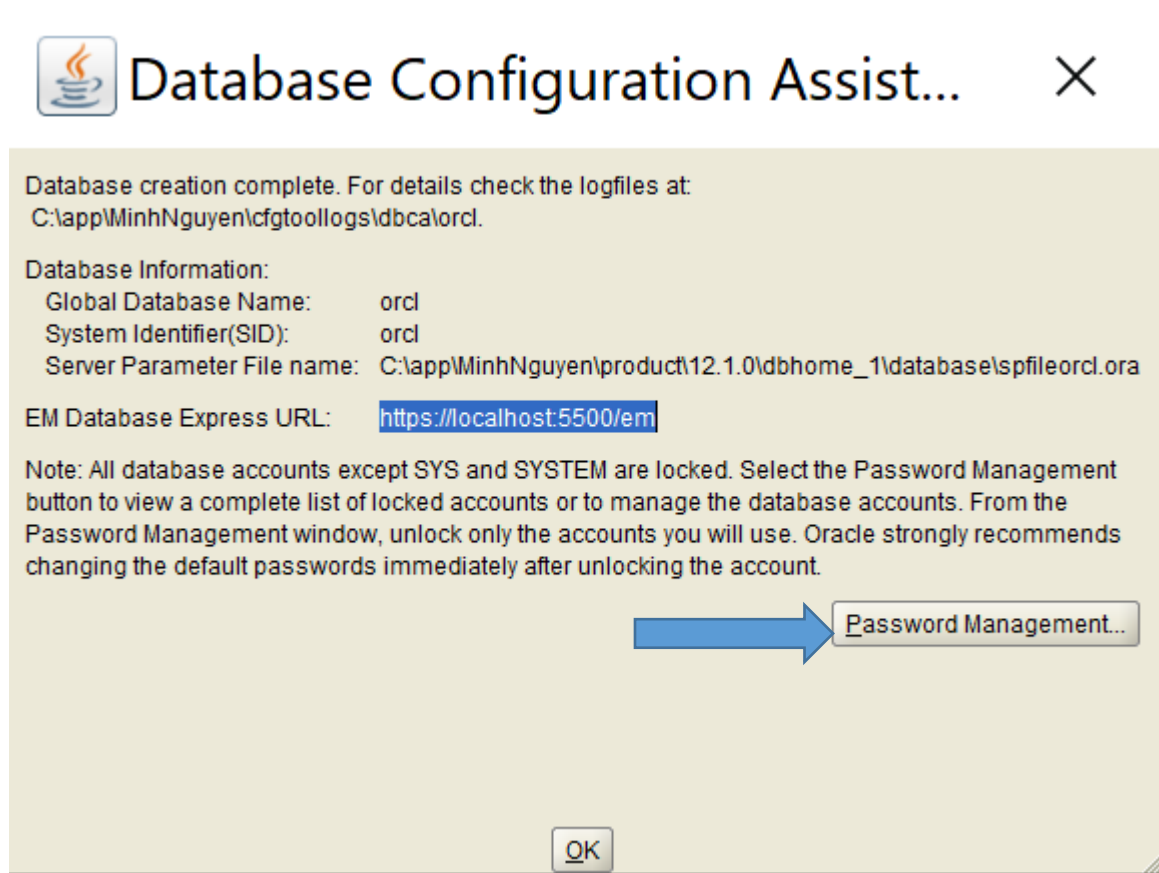 Database Configuration Assist...
Database creation complete. For details check the logfiles at:
C:\app\MinhNguyen\cfgtoollogs\dbca\orcl.
Database Information:
Global Database Name: orcl
System Identifier(SID): orcl
Server Parameter File name: C:\app\MinhNguyen\product\12.1.0\dbhome_1\database\spfileorcl.ora
EM Database Express URL: https://localhost:5500/em
Note: All database accounts except SYS and SYSTEM are locked. Select the Password Management
button to view a complete list of locked accounts or to manage the database accounts. From the
Password Management window, unlock only the accounts you will use. Oracle strongly recommends
changing the default passwords immediately after unlocking the account.
Password Management...
OK